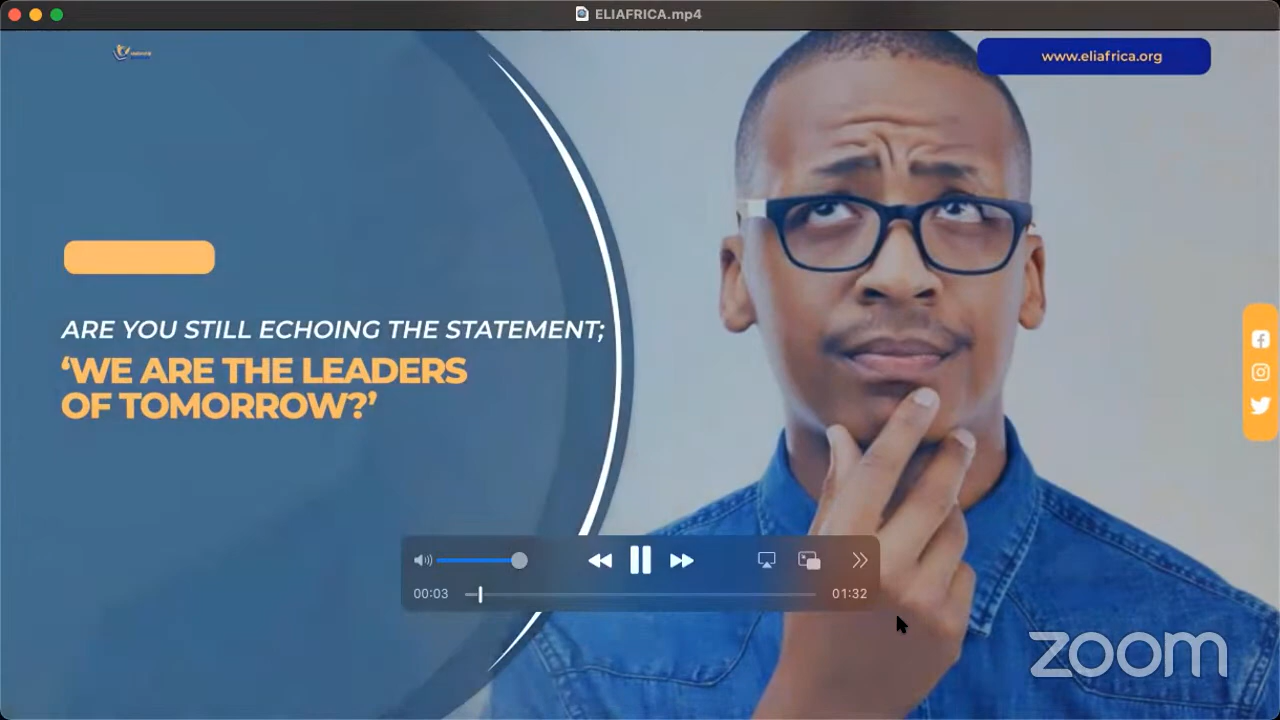 ELIAFRICA.mp4
www.eliafrica.org
ARE YOU STILL ECHOING THE STATEMENT;
‘WE ARE THE LEADERS
OF TOMORROW?’
00:03
01:32
zoom